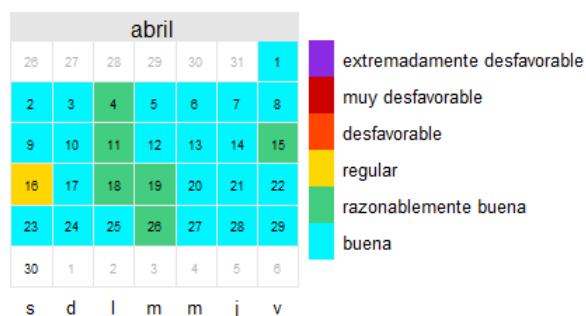 abril
26 27 28 29 30 31 1
2 3 4 5 6 7 8
9 10 11 12 13 14 15
16 17 18 19 20 21 22
23 24 25 26 27 28 29
30 1 2 3 4 5 6
s d l m m j v
extremadamente desfavorable
muy desfavorable
desfavorable
regular
razonablemente buena
buena